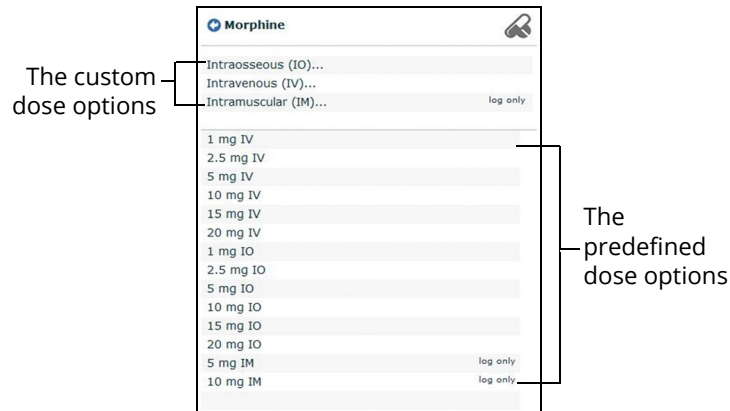 Morphine
The custom
dose options
Intraosseous (IO)...
Intravenous (IV)...
Intramuscular (IM)... log only
1 mg IV
2.5 mg IV
5 mg IV
10 mg IV
15 mg IV
20 mg IV
1 mg IO
2.5 mg IO
5 mg IO
10 mg IO
15 mg IO
20 mg IO
5 mg IM log only
10 mg IM log only
The
predefined
dose options